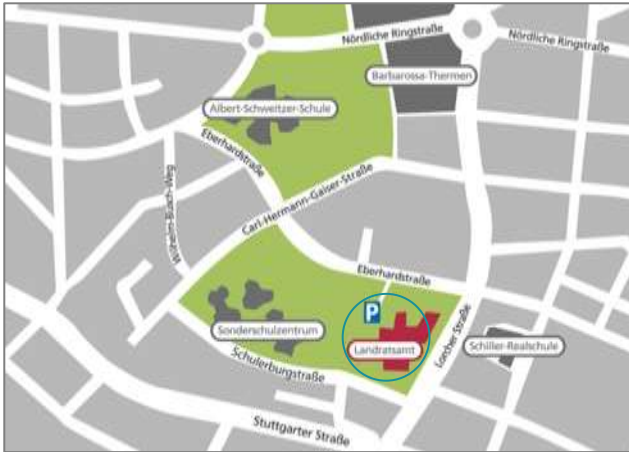 Nördliche Ringstraße
Nördliche Ringstraße
Barbarossa-Thermen
Albert-Schweitzer-Schule
Eberhardstraße
Wilhelm-Busch-Weg
Carl-Hermann-Gaiser-Straße
Eberhardstraße
P
Sonderschulzentrum
Landratsamt
Lorcher Straße
Schiller-Realschule
Schulerburgstraße
Stuttgarter Straße